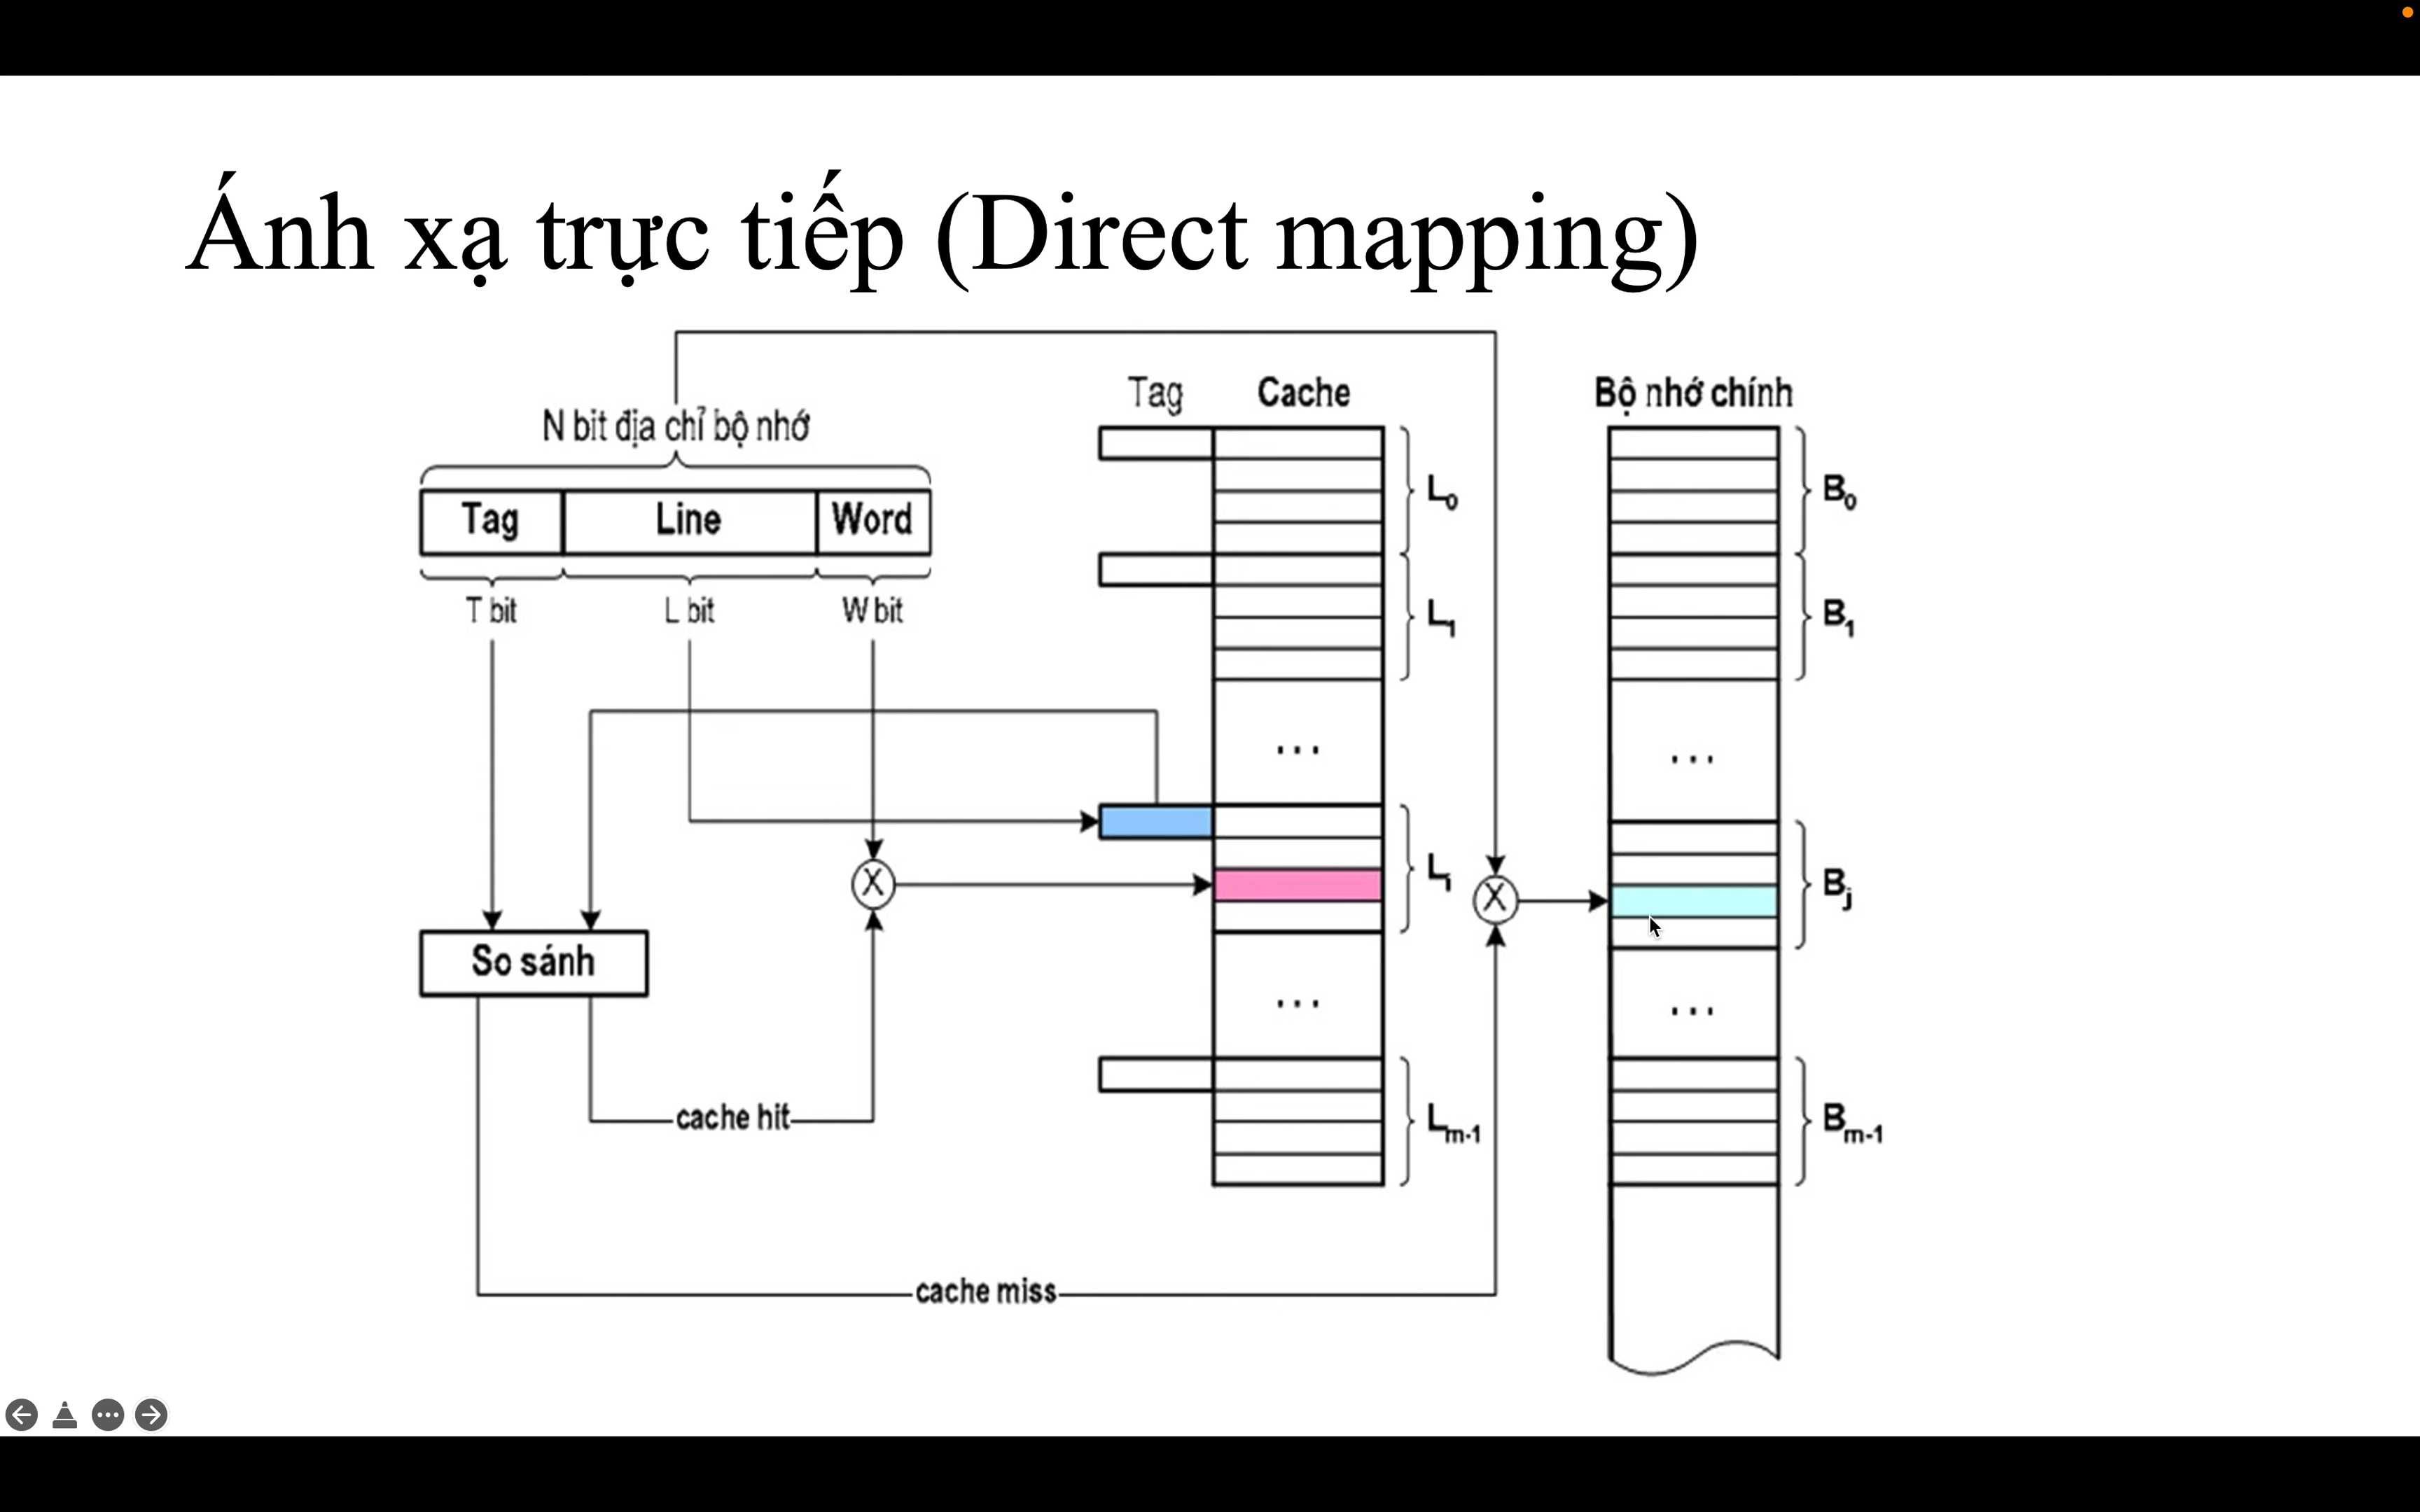 Ánh xạ trực tiếp (Direct mapping)
N bit địa chỉ bộ nhớ
Tag Line Word
T bit L bit W bit
So sánh
cache hit
cache miss
Tag Cache
L0
L1
...
Li
...
Lm-1
X
X
Bộ nhớ chính
B0
B1
...
Bj
...
Bm-1